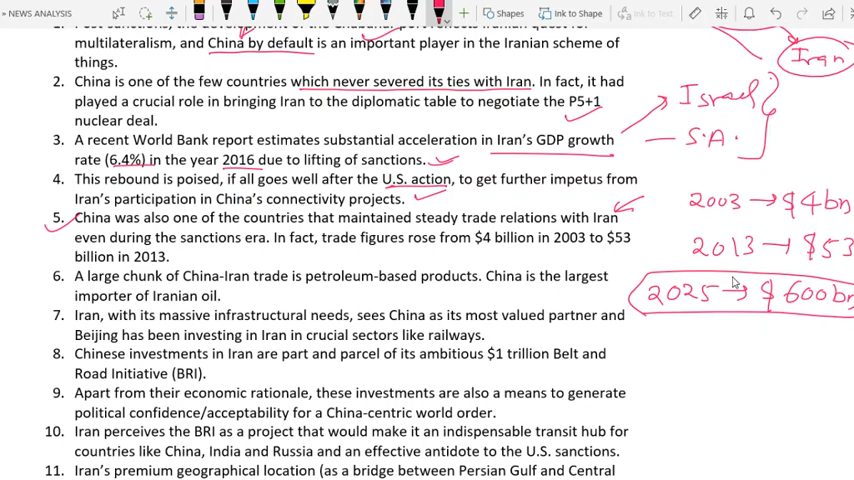 » NEWS ANALYSIS
Shapes
Ink to Shape
Ink to Text
multilateralism, and China by default is an important player in the Iranian scheme of
things.
Iran
2. China is one of the few countries which never severed its ties with Iran. In fact, it had
played a crucial role in bringing Iran to the diplomatic table to negotiate the P5+1
nuclear deal.
Israel
3. A recent World Bank report estimates substantial acceleration in Iran's GDP growth
rate (6.4%) in the year 2016 due to lifting of sanctions.
S.A.
4. This rebound is poised, if all goes well after the U.S. action, to get further impetus from
Iran's participation in China's connectivity projects.
2003 → $4bn
5. China was also one of the countries that maintained steady trade relations with Iran
even during the sanctions era. In fact, trade figures rose from $4 billion in 2003 to $53
billion in 2013.
2013 → $53
6. A large chunk of China-Iran trade is petroleum-based products. China is the largest
importer of Iranian oil.
2025 → $600bn
7. Iran, with its massive infrastructural needs, sees China as its most valued partner and
Beijing has been investing in Iran in crucial sectors like railways.
8. Chinese investments in Iran are part and parcel of its ambitious $1 trillion Belt and
Road Initiative (BRI).
9. Apart from their economic rationale, these investments are also a means to generate
political confidence/acceptability for a China-centric world order.
10. Iran perceives the BRI as a project that would make it an indispensable transit hub for
countries like China, India and Russia and an effective antidote to the U.S. sanctions.
11. Iran's premium geographical location (as a bridge between Persian Gulf and Central